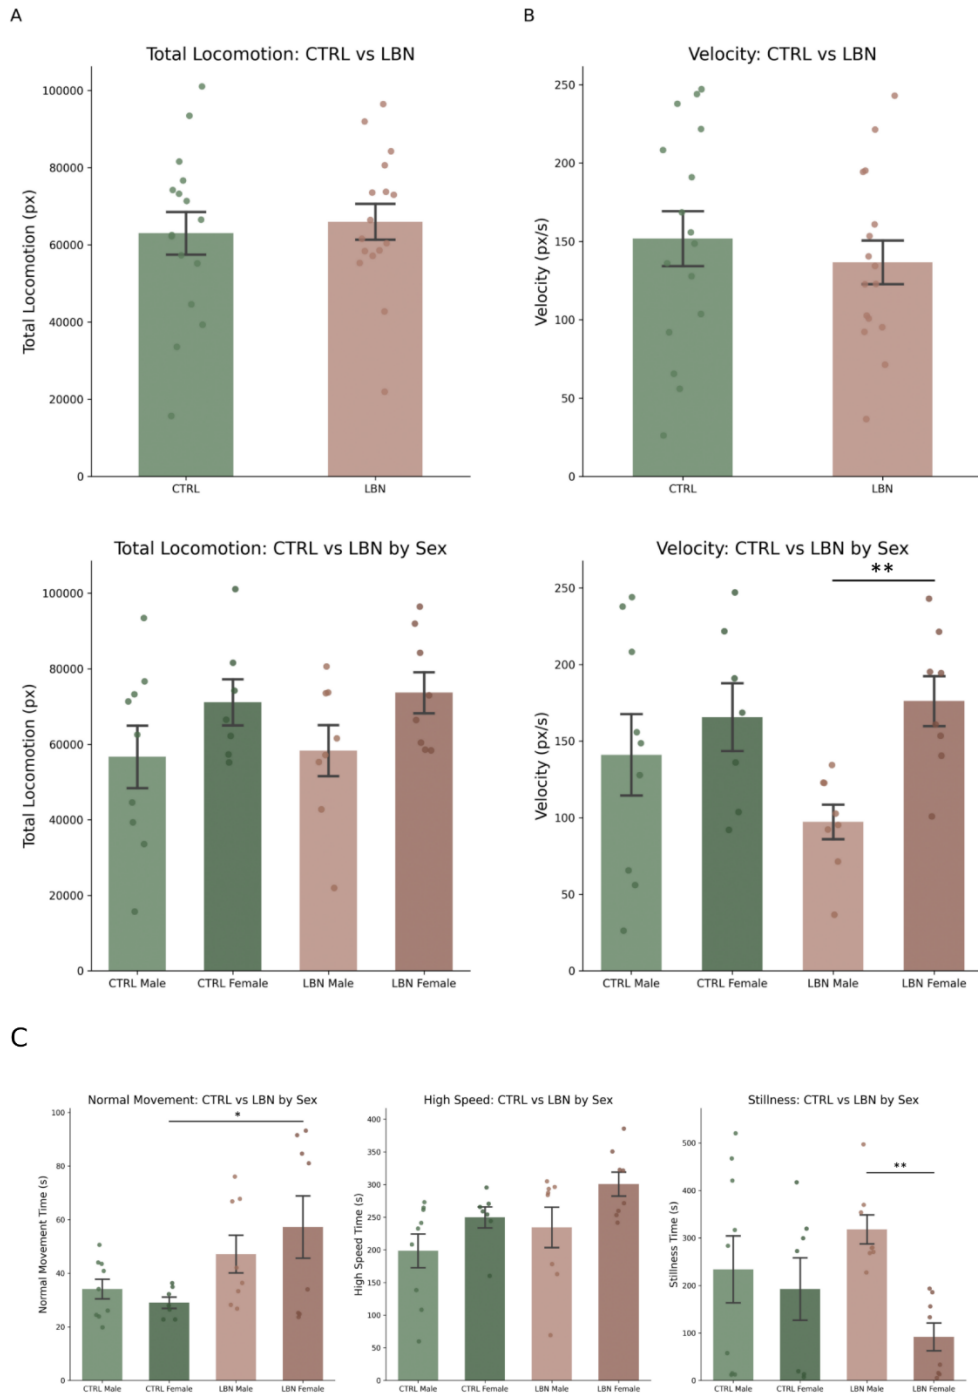 A
B
Total Locomotion: CTRL vs LBN
Velocity: CTRL vs LBN
Total Locomotion (px)
100000
80000
60000
40000
20000
0
CTRL
LBN
Velocity (px/s)
250
200
150
100
50
0
CTRL
LBN
Total Locomotion: CTRL vs LBN by Sex
Velocity: CTRL vs LBN by Sex
Total Locomotion (px)
100000
80000
60000
40000
20000
0
CTRL Male
CTRL Female
LBN Male
LBN Female
Velocity (px/s)
250
200
150
100
50
0
**
CTRL Male
CTRL Female
LBN Male
LBN Female
C
Normal Movement: CTRL vs LBN by Sex
High Speed: CTRL vs LBN by Sex
Stillness: CTRL vs LBN by Sex
Normal Movement Time (s)
100
80
60
40
20
0
*
CTRL Male
CTRL Female
LBN Male
LBN Female
High Speed Time (s)
400
350
300
250
200
150
100
50
0
CTRL Male
CTRL Female
LBN Male
LBN Female
Stillness Time (s)
500
400
300
200
100
0
**
CTRL Male
CTRL Female
LBN Male
LBN Female